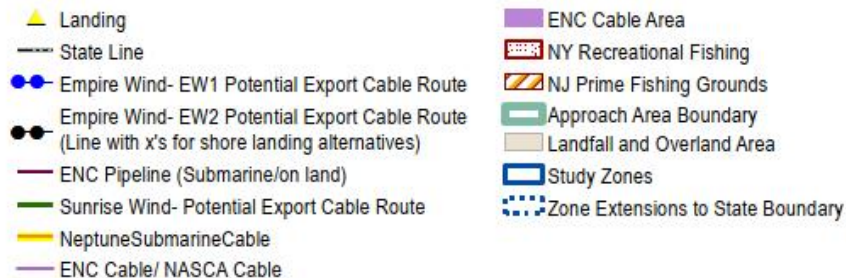 Landing
State Line
Empire Wind- EW1 Potential Export Cable Route
Empire Wind- EW2 Potential Export Cable Route
(Line with x's for shore landing alternatives)
ENC Pipeline (Submarine/on land)
Sunrise Wind- Potential Export Cable Route
NeptuneSubmarineCable
ENC Cable/ NASCA Cable
ENC Cable Area
NY Recreational Fishing
NJ Prime Fishing Grounds
Approach Area Boundary
Landfall and Overland Area
Study Zones
Zone Extensions to State Boundary